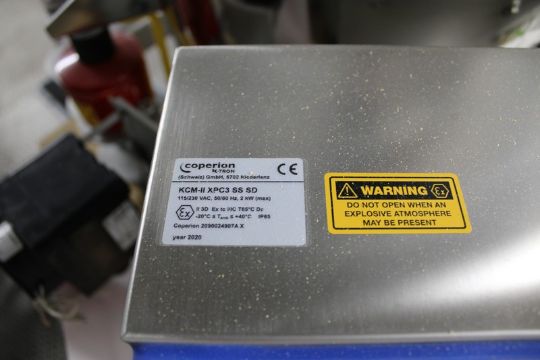 coperion
K-TRON
(Schweiz) GmbH, 5702 Niederlenz
CE
KCM-II XPC3 SS SD
115/230 VAC, 50/60 Hz, 2 kW (max)
Ex II 3D Ex tc IIIC T85°C Dc
-20°C ≤ Tamb ≤ +40°C IP65
Coperion 2090024907A X
year 2020
WARNING Ex
DO NOT OPEN WHEN AN
EXPLOSIVE ATMOSPHERE
MAY BE PRESENT